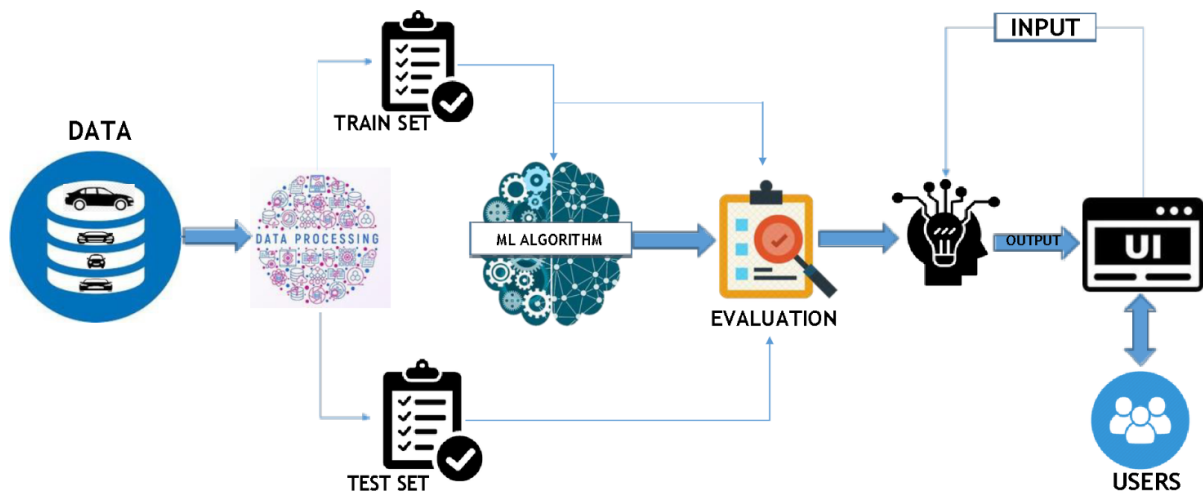 INPUT
TRAIN SET
DATA
DATA PROCESSING
ML ALGORITHM
OUTPUT
UI
EVALUATION
TEST SET
USERS